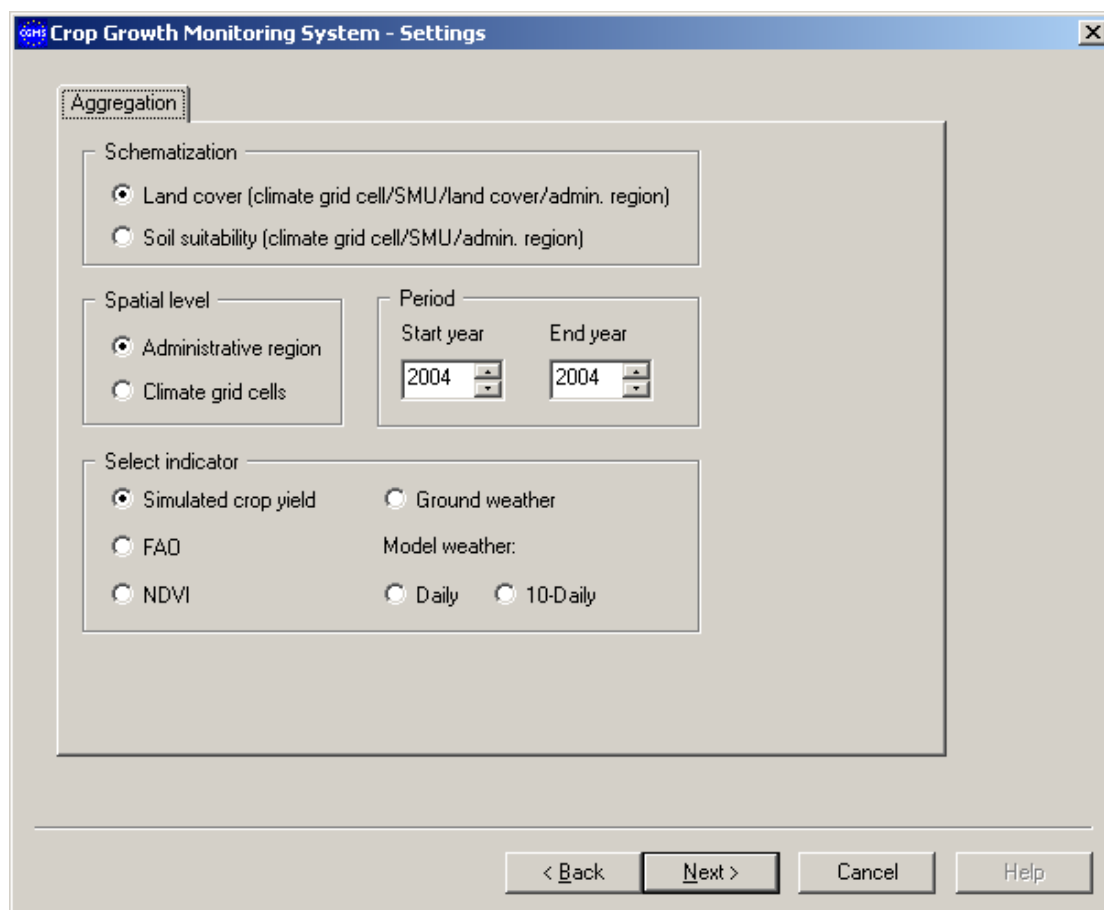 CGMS Crop Growth Monitoring System - Settings
Aggregation
Schematization
Land cover (climate grid cell/SMU/land cover/admin. region)
Soil suitability (climate grid cell/SMU/admin. region)
Spatial level
Administrative region
Climate grid cells
Period
Start year End year
2004 2004
Select indicator
Simulated crop yield Ground weather
FAO Model weather:
NDVI Daily 10-Daily
< Back Next > Cancel Help